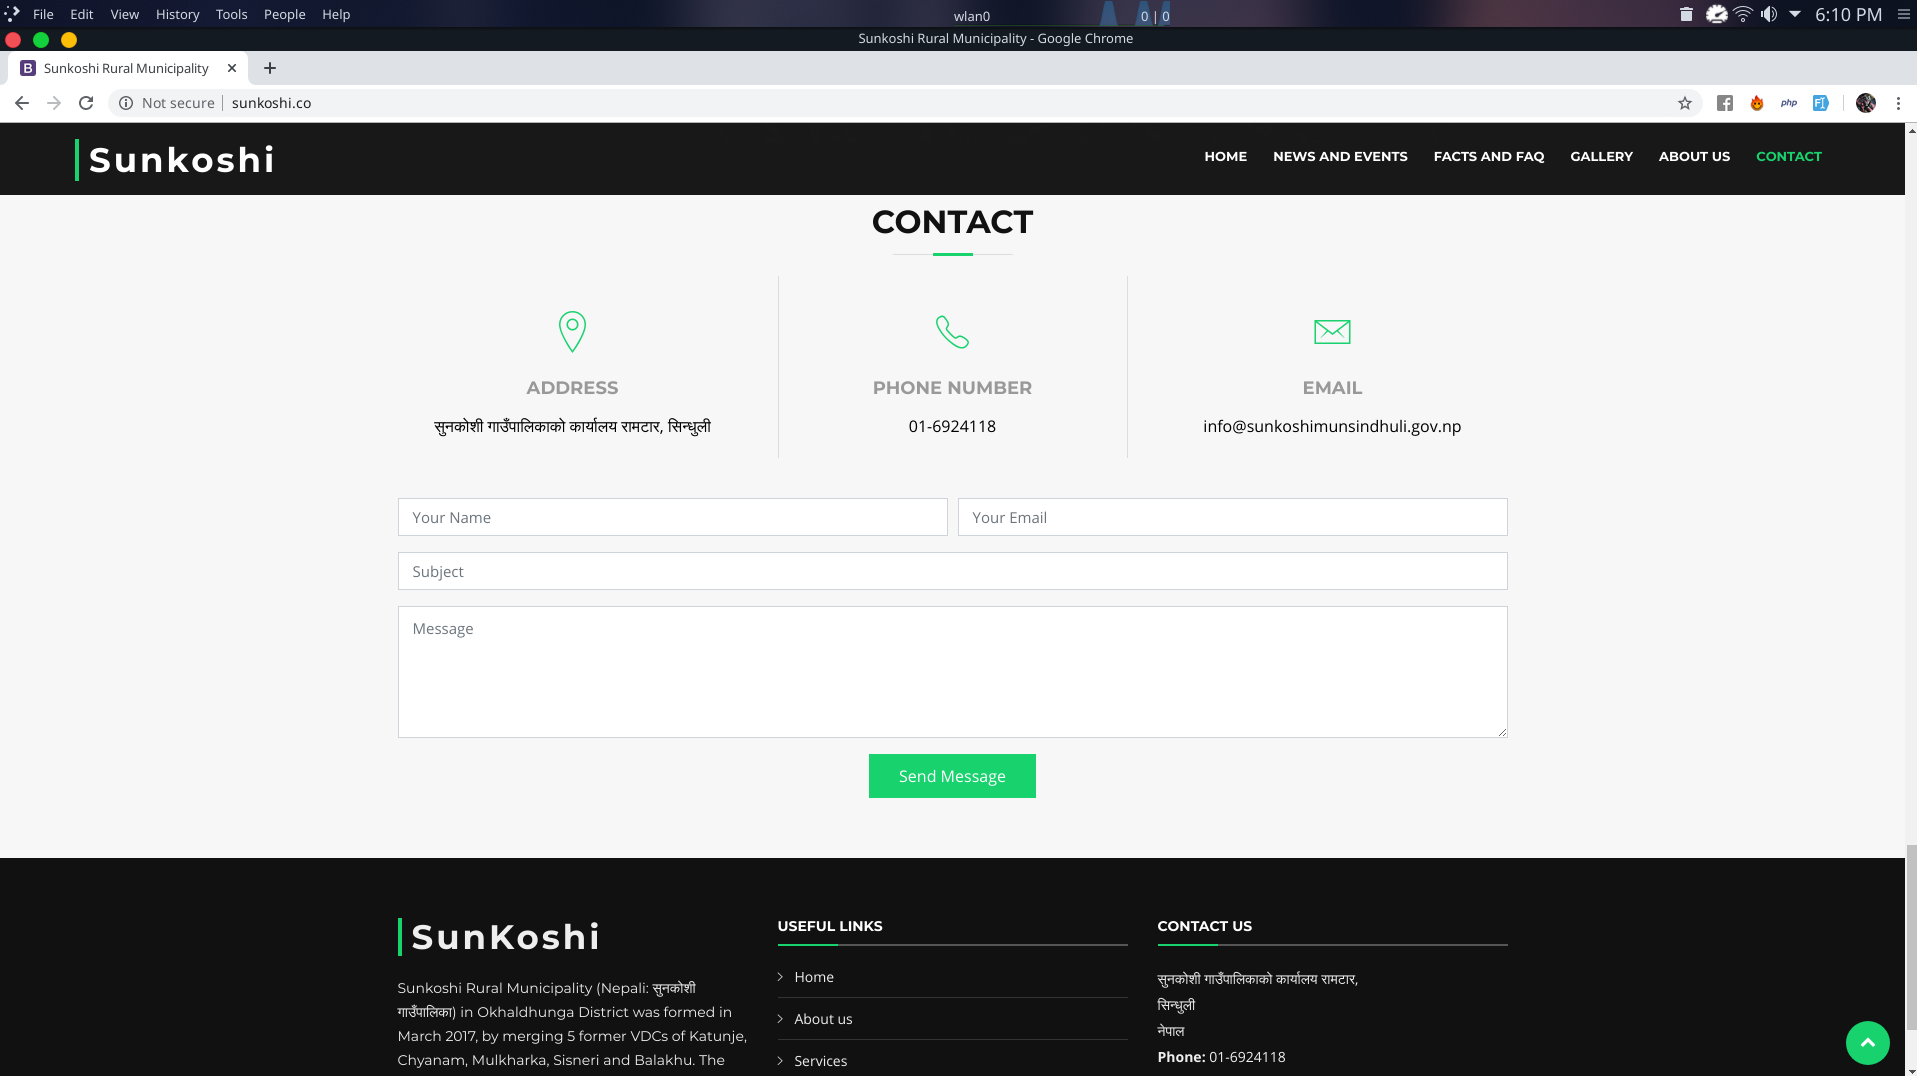 File Edit View History Tools People Help
wlan0
0 | 0
6:10 PM
Sunkoshi Rural Municipality - Google Chrome
B Sunkoshi Rural Municipality
Not secure sunkoshi.co
php
Sunkoshi
HOME NEWS AND EVENTS FACTS AND FAQ GALLERY ABOUT US CONTACT
CONTACT
ADDRESS
सुनकोशी गाउँपालिकाको कार्यालय रामटार, सिन्धुली
PHONE NUMBER
01-6924118
EMAIL
info@sunkoshimunsindhuli.gov.np
Your Name
Your Email
Subject
Message
Send Message
SunKoshi
Sunkoshi Rural Municipality (Nepali: सुनकोशी
गाउँपालिका) in Okhaldhunga District was formed in
March 2017, by merging 5 former VDCs of Katunje,
Chyanam, Mulkharka, Sisneri and Balakhu. The
USEFUL LINKS
Home
About us
Services
CONTACT US
सुनकोशी गाउँपालिकाको कार्यालय रामटार,
सिन्धुली
नेपाल
Phone: 01-6924118